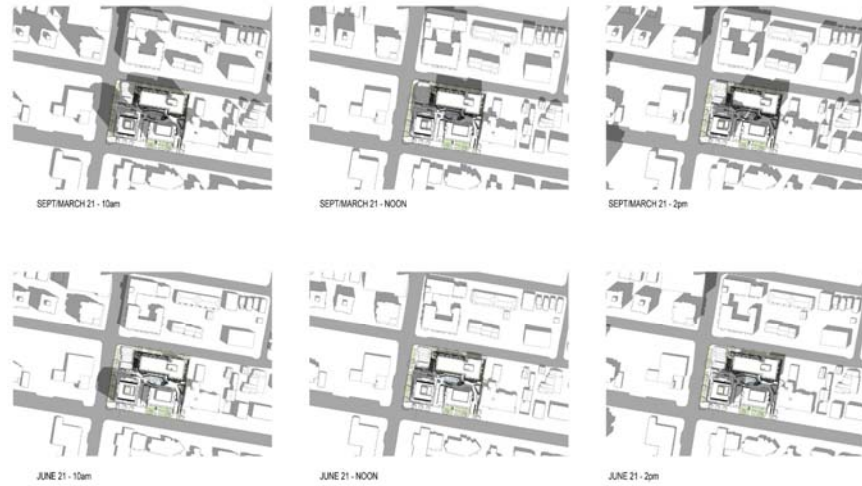 SEPT/MARCH 21 - 10am
SEPT/MARCH 21 - NOON
SEPT/MARCH 21 - 2pm
JUNE 21 - 10am
JUNE 21 - NOON
JUNE 21 - 2pm